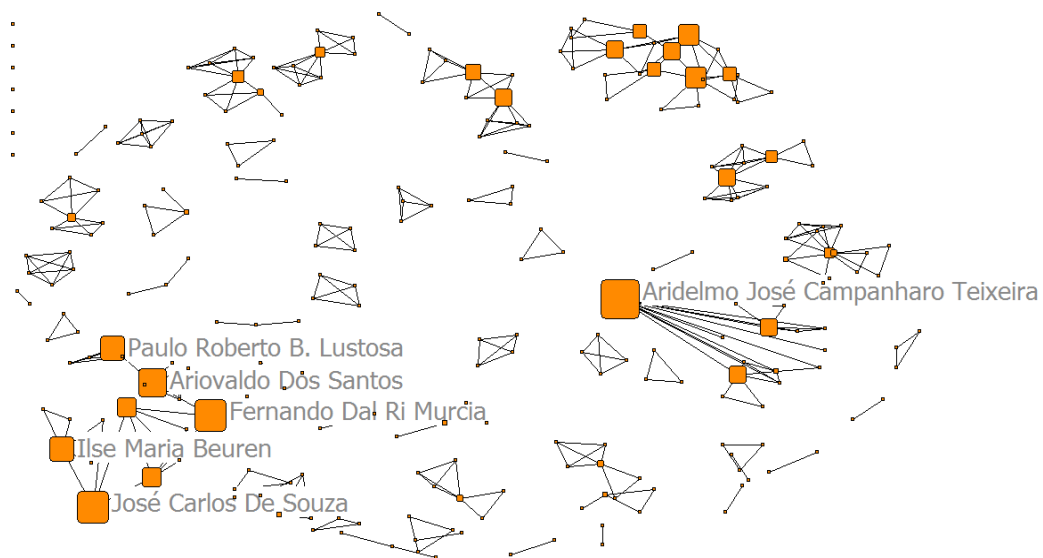 Aridelmo José Campanharo Teixeira
Paulo Roberto B. Lustosa
Ariovaldo Dos Santos
Fernando Dal Ri Murcia
Ilse Maria Beuren
José Carlos De Souza